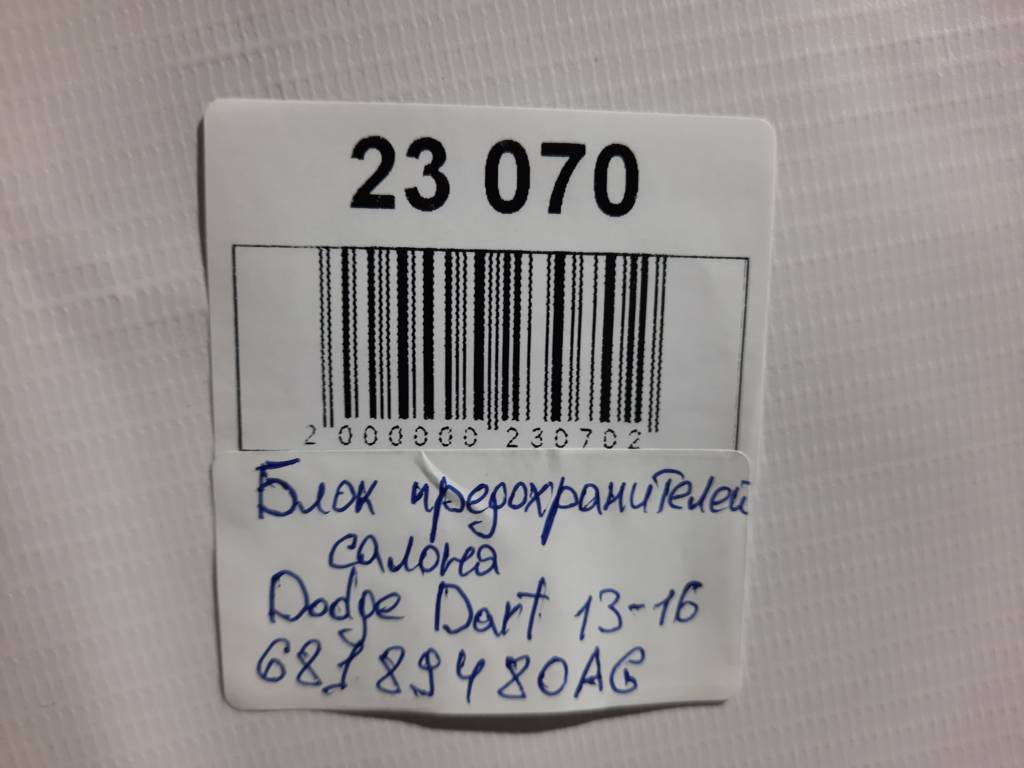 23 070
2 000000 230702
Блок предохранителей
салона
Dodge Dart 13-16
68189480AG